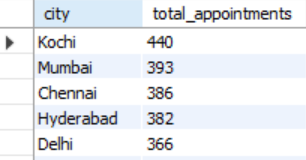 city total_appointments
Kochi 440
Mumbai 393
Chennai 386
Hyderabad 382
Delhi 366